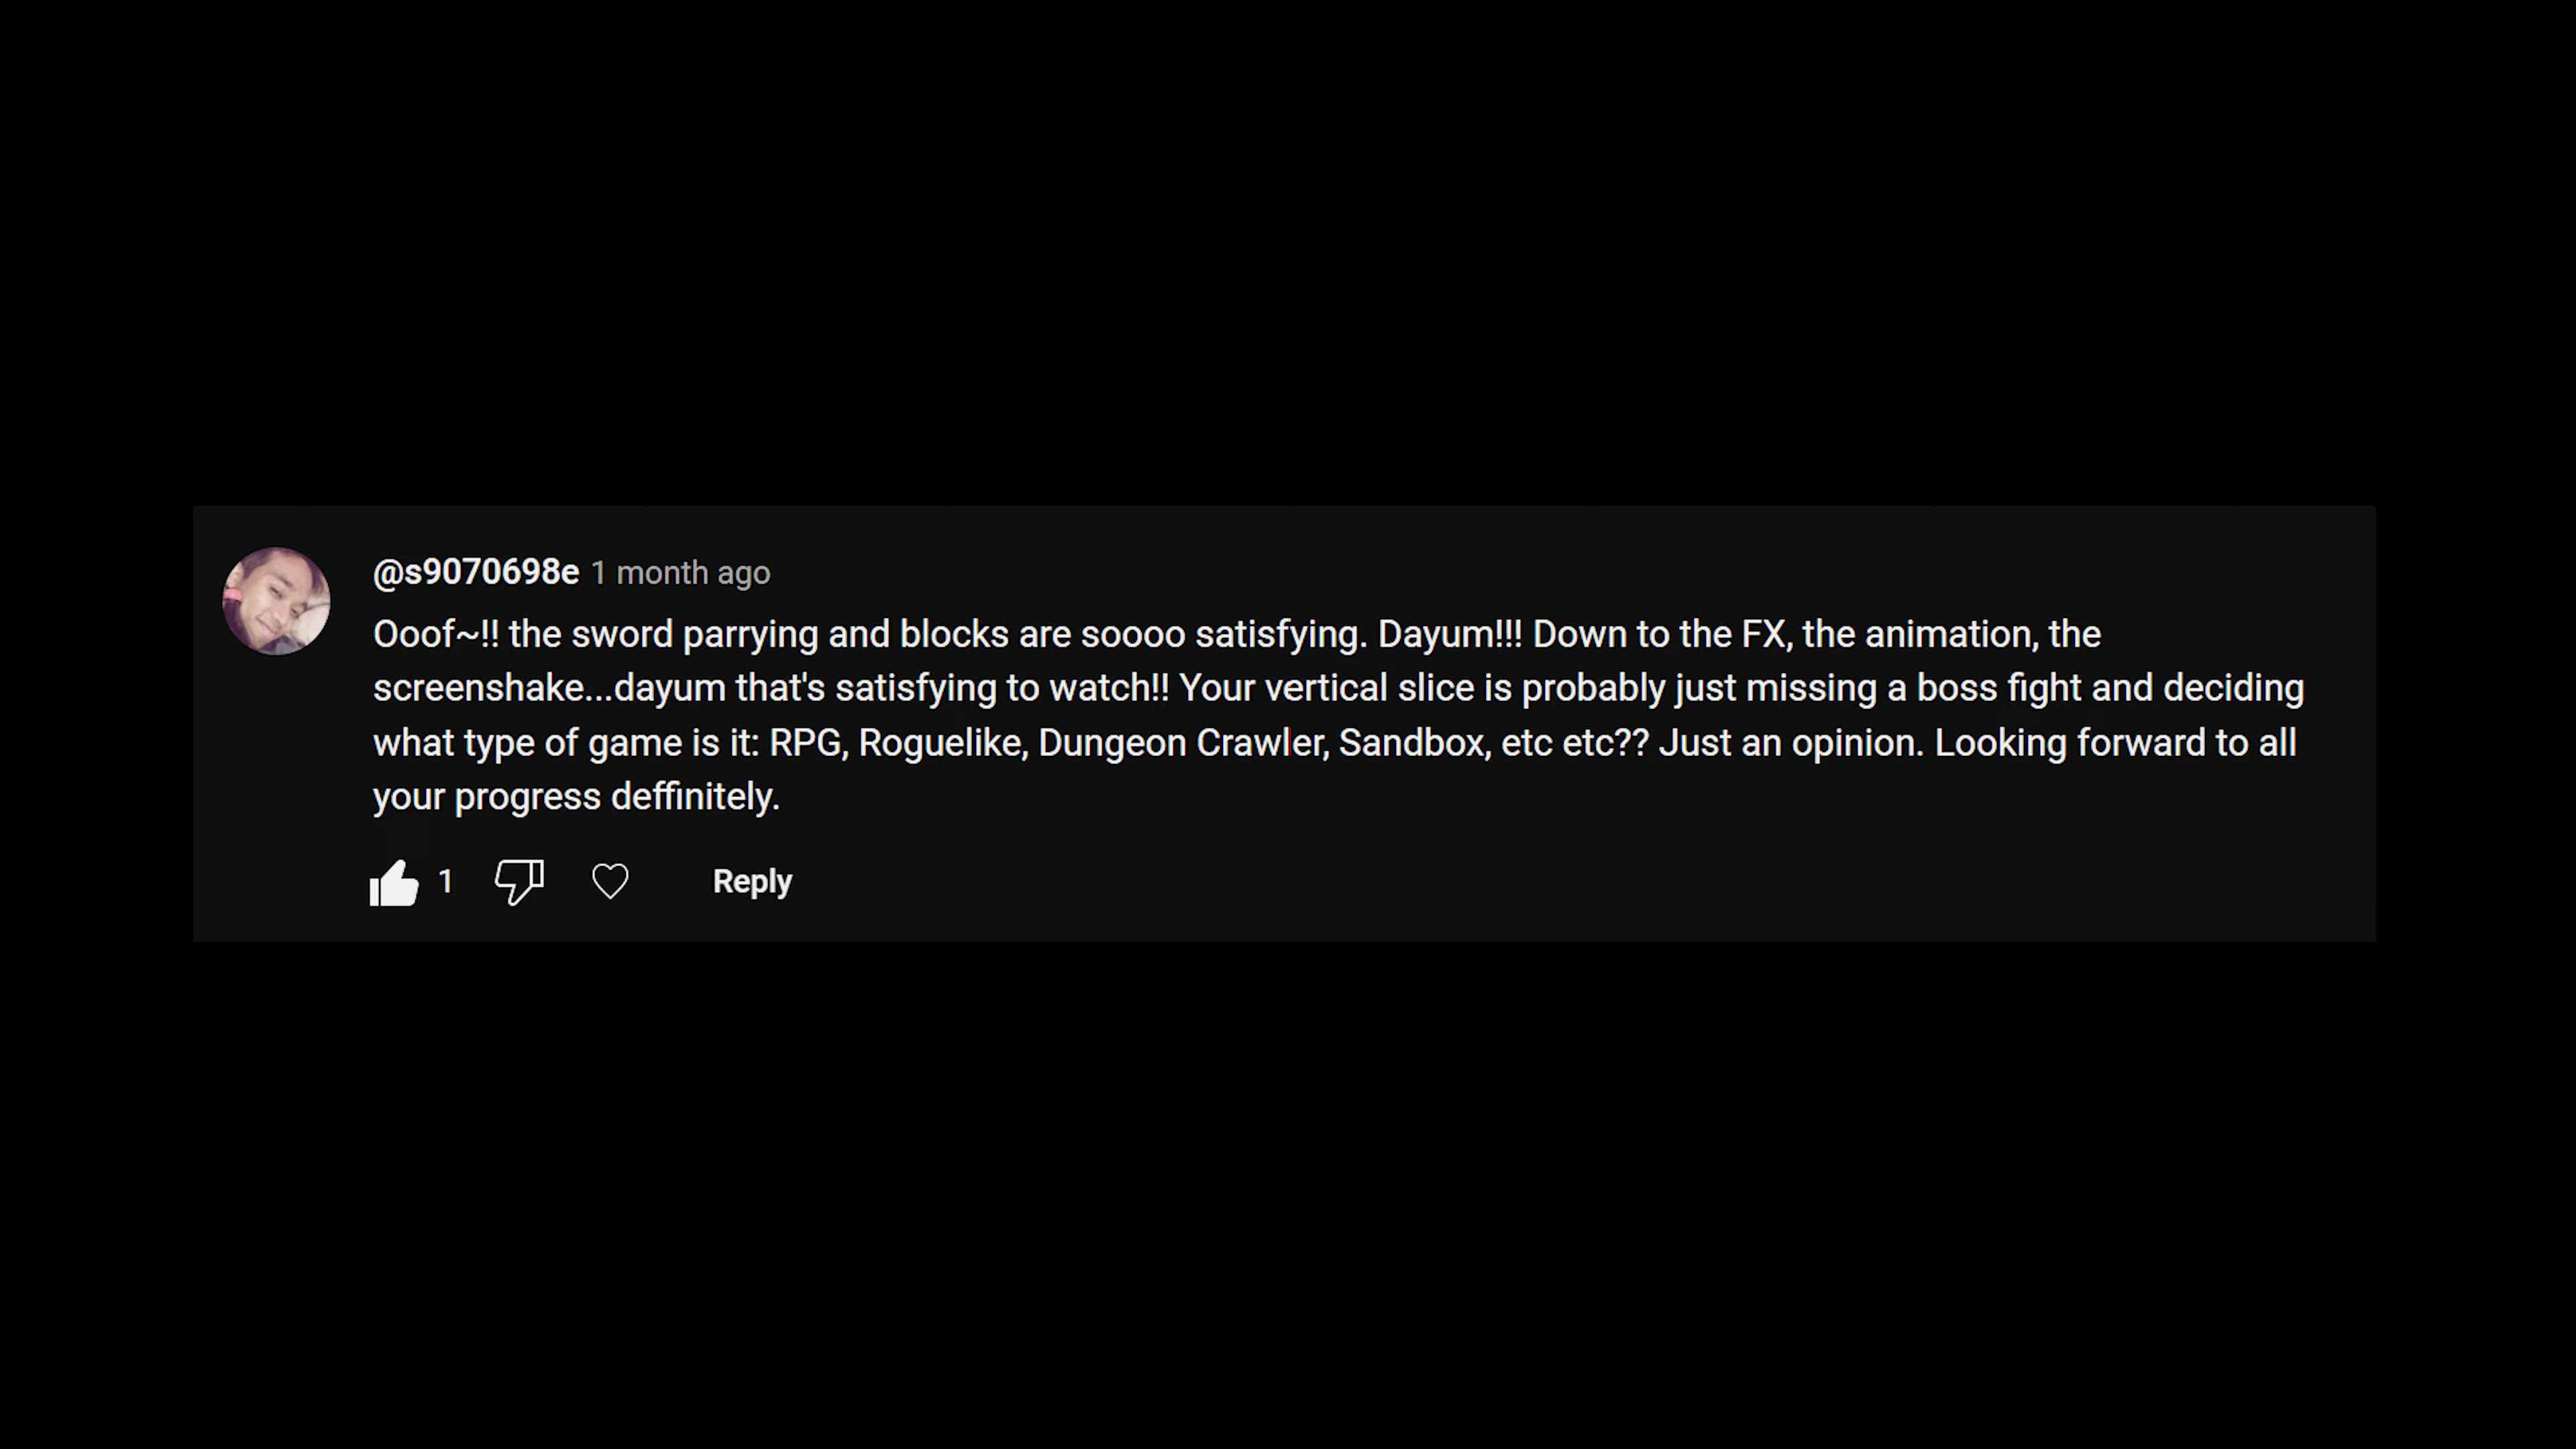 @s9070698e 1 month ago
Ooof~!! the sword parrying and blocks are soooo satisfying. Dayum!!! Down to the FX, the animation, the
screenshake...dayum that's satisfying to watch!! Your vertical slice is probably just missing a boss fight and deciding
what type of game is it: RPG, Roguelike, Dungeon Crawler, Sandbox, etc etc?? Just an opinion. Looking forward to all
your progress deffinitely.
1 Reply